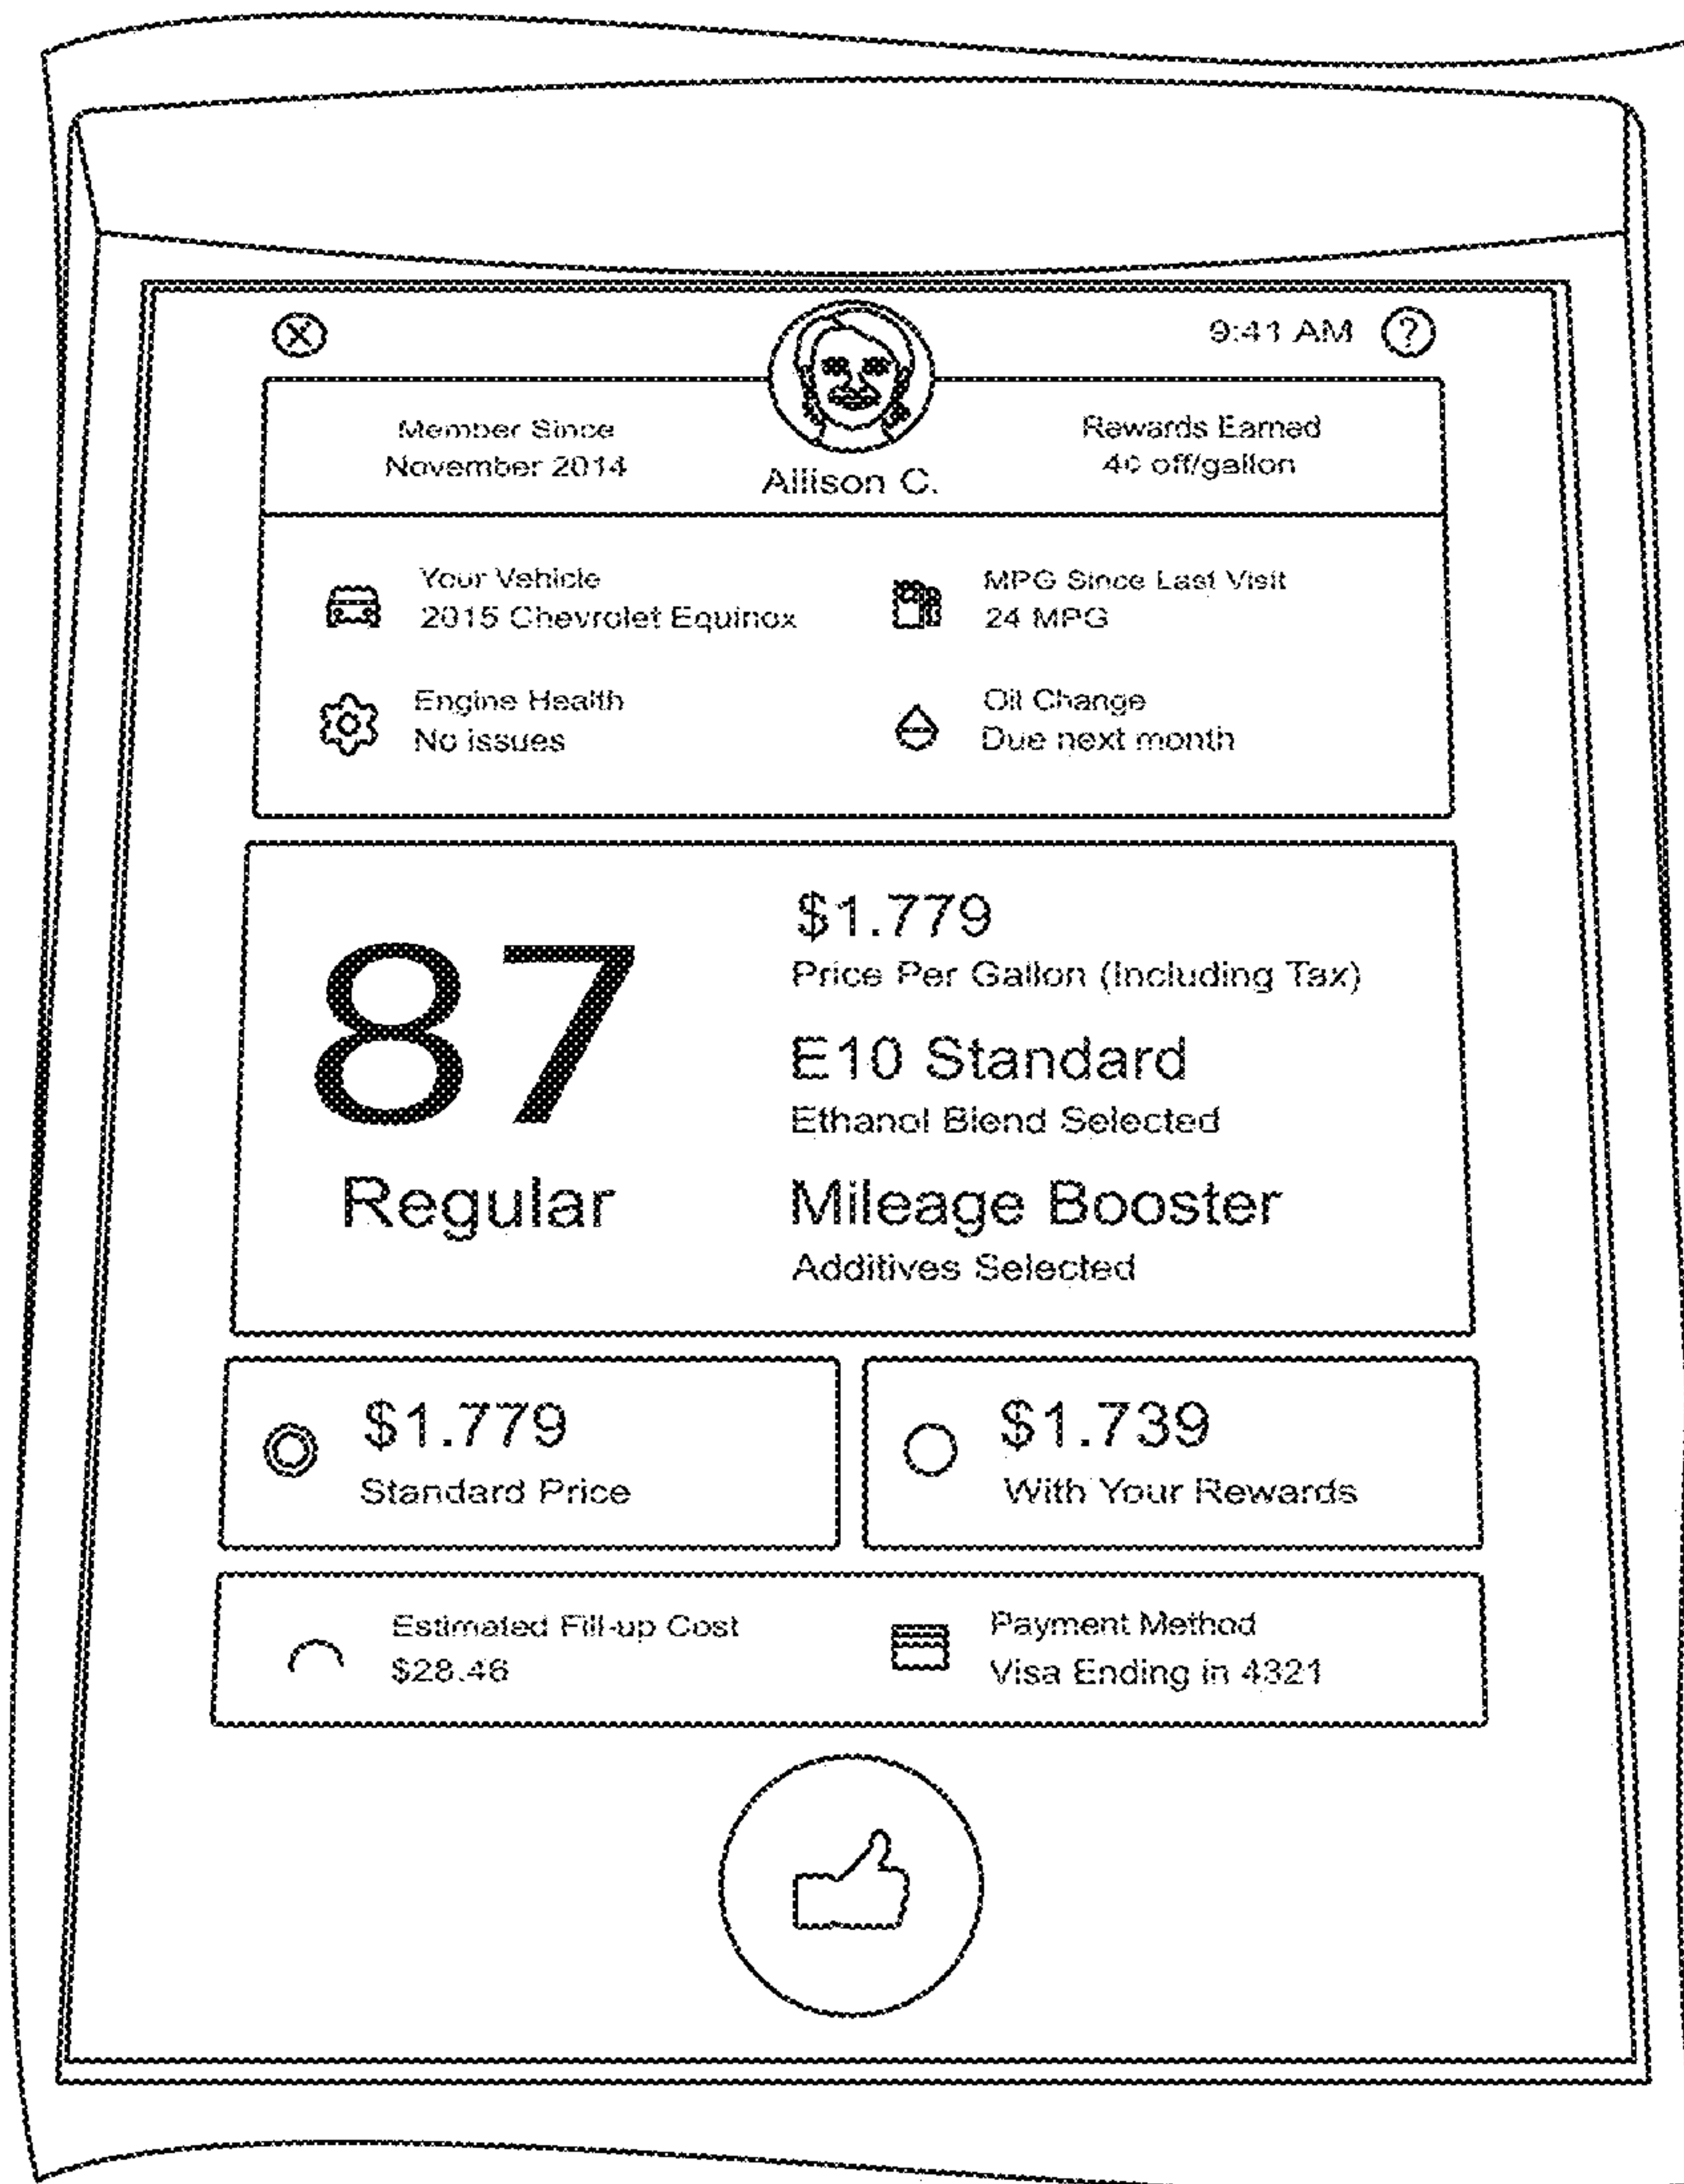 9:41 AM ?
Member Since
November 2014
Allison C.
Rewards Earned
4¢ off/gallon
Your Vehicle
2015 Chevrolet Equinox
MPG Since Last Visit
24 MPG
Engine Health
No issues
Oil Change
Due next month
87
Regular
$1.779
Price Per Gallon (Including Tax)
E10 Standard
Ethanol Blend Selected
Mileage Booster
Additives Selected
$1.779
Standard Price
$1.739
With Your Rewards
Estimated Fill-up Cost
$28.46
Payment Method
Visa Ending in 4321